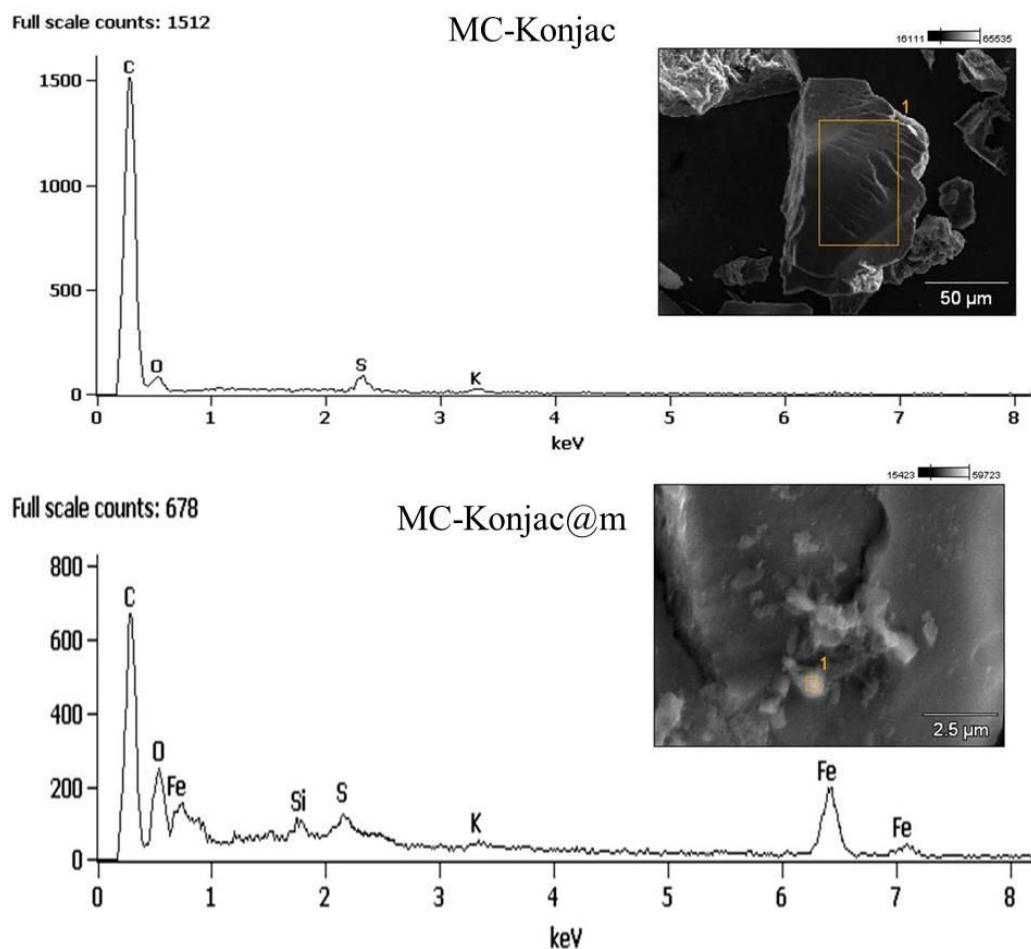 Full scale counts: 1512
MC-Konjac
16111 65535
C
1500
1
1000
500
50 µm
O
S
K
0
0 1 2 3 4 5 6 7 8
keV
15423 59723
Full scale counts: 678
MC-Konjac@m
800
C
600
1
400
2.5 µm
O
Fe
Fe
200
Si
S
K
Fe
0
0 1 2 3 4 5 6 7 8
keV